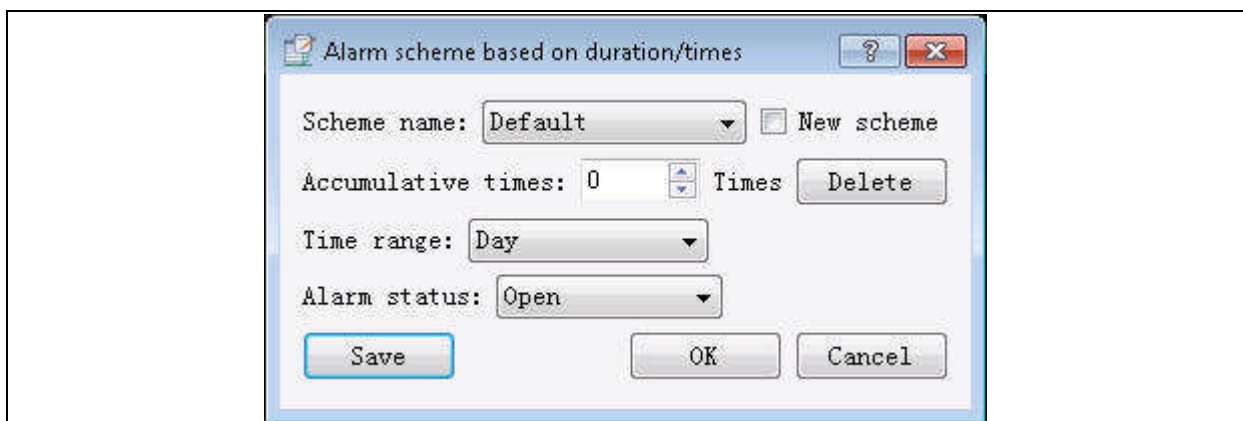 Alarm scheme based on duration/times
Scheme name: Default New scheme
Accumulative times: 0 Times Delete
Time range: Day
Alarm status: Open
Save OK Cancel